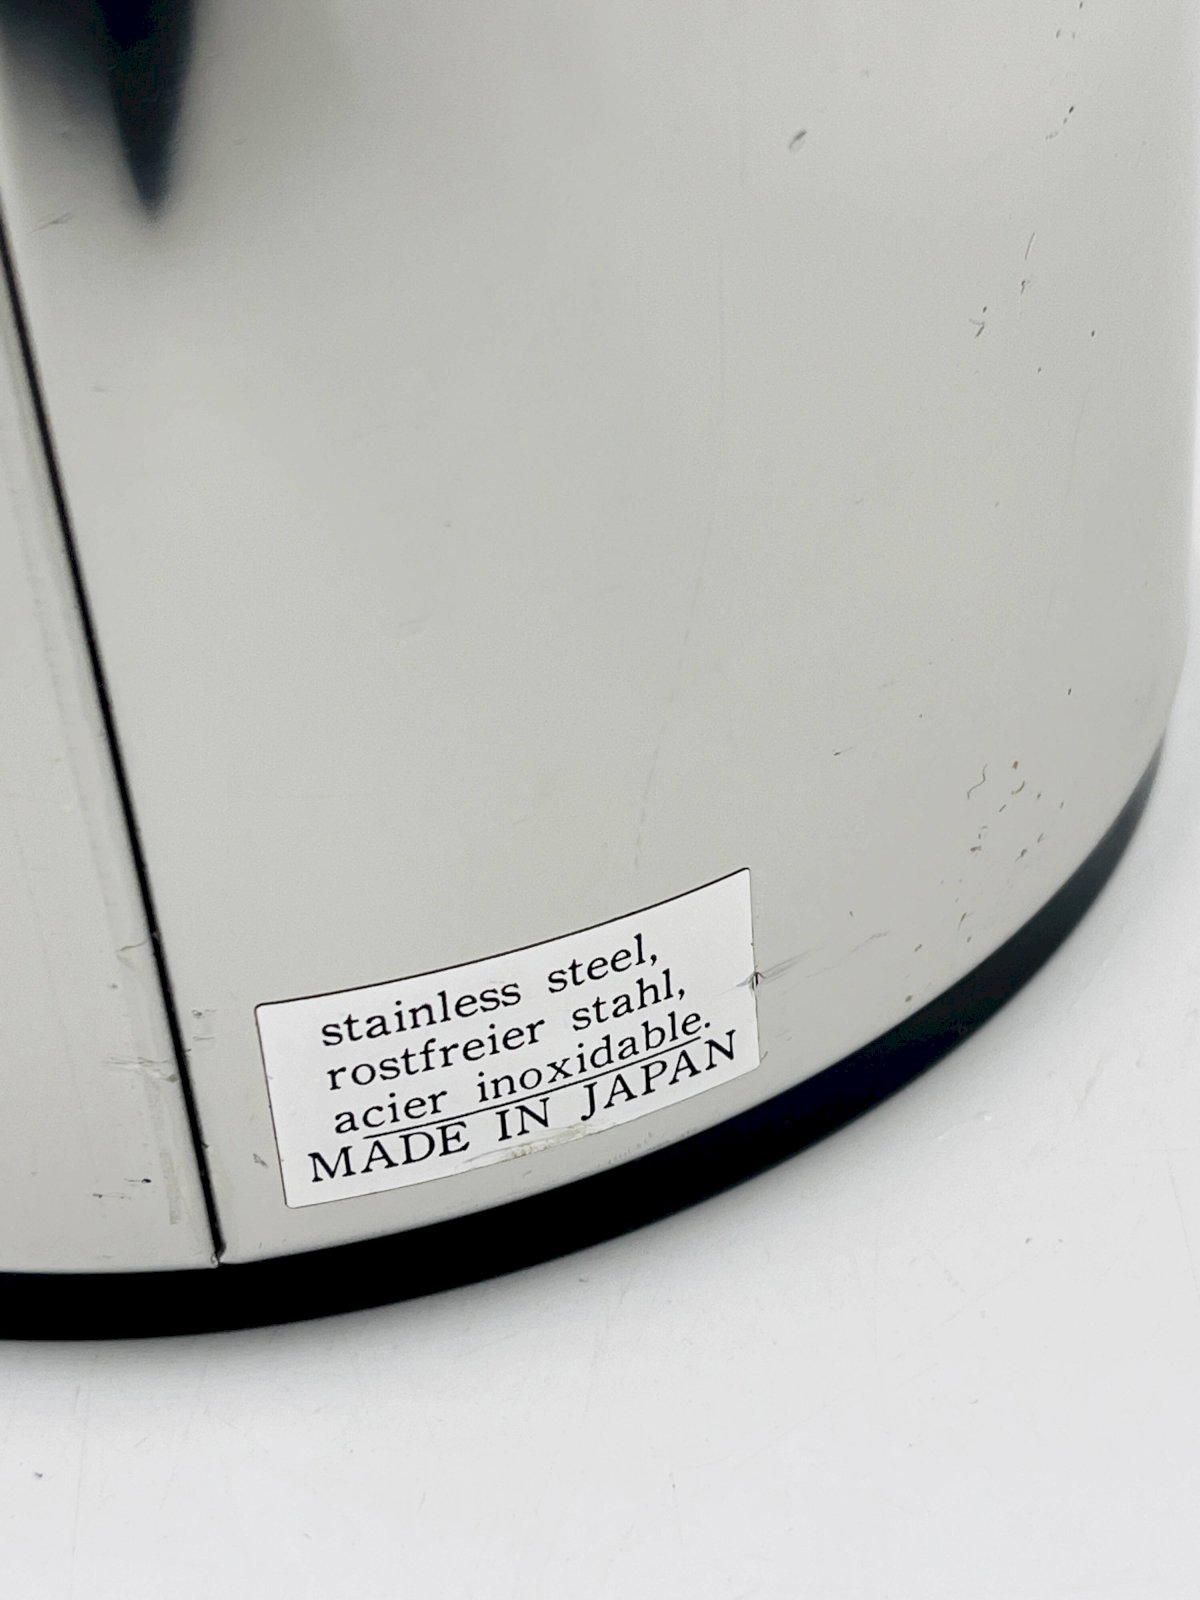 stainless steel,
rostfreier stahl,
acier inoxidable.
MADE IN JAPAN